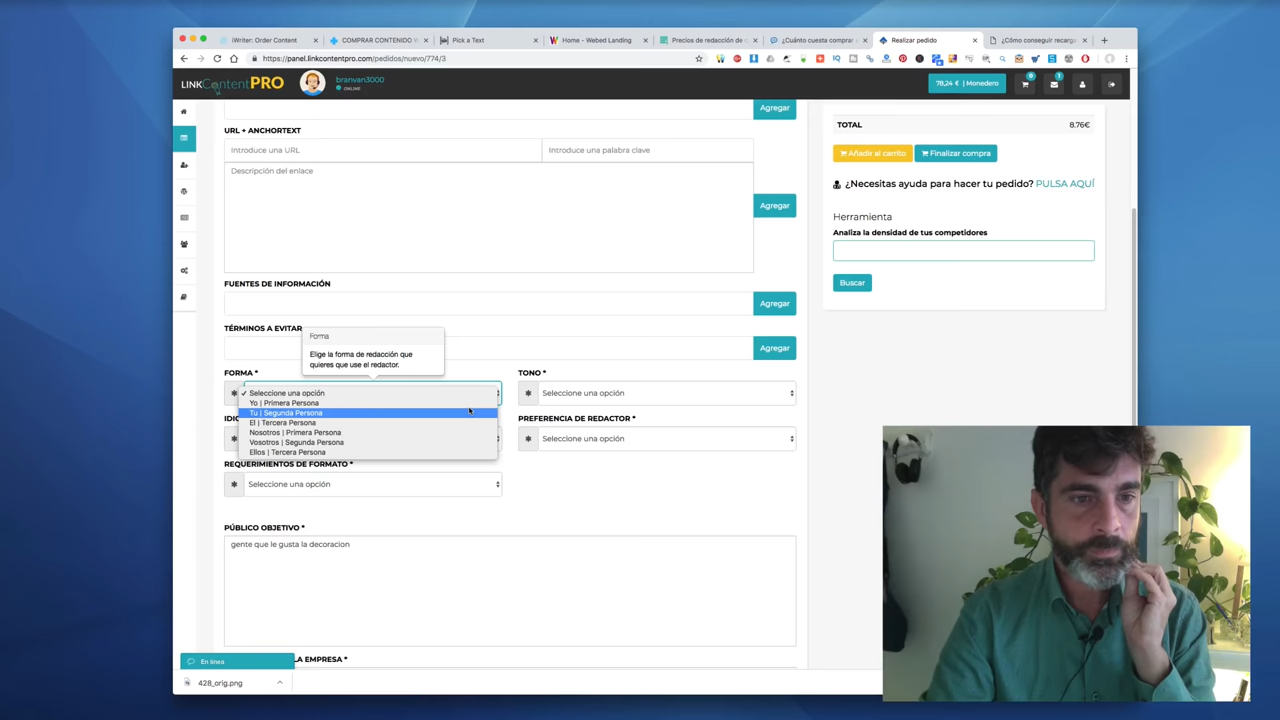 iWriter: Order Content
COMPRAR CONTENIDO
Pick a Text
Home - Webed Landing
Precios de redacción de
¿Cuánto cuesta comprar
Realizar pedido
¿Cómo conseguir recarg
https://panel.linkcontentpro.com/pedidos/nuevo/774/3
LINKContentPRO
branvan3000
ONLINE
78,24 € | Monedero
0
1
Agregar
URL + ANCHORTEXT
Introduce una URL
Introduce una palabra clave
Descripción del enlace
Agregar
FUENTES DE INFORMACIÓN
Agregar
TÉRMINOS A EVITAR
Agregar
Forma
Elige la forma de redacción que
quieres que use el redactor.
FORMA *
✓ Seleccione una opción
Yo | Primera Persona
Tu | Segunda Persona
El | Tercera Persona
Nosotros | Primera Persona
Vosotros | Segunda Persona
Ellos | Tercera Persona
TONO *
Seleccione una opción
IDIO
PREFERENCIA DE REDACTOR *
Seleccione una opción
REQUERIMIENTOS DE FORMATO *
Seleccione una opción
PÚBLICO OBJETIVO *
gente que le gusta la decoracion
LA EMPRESA *
En línea
428_orig.png
TOTAL
8.76€
Añadir al carrito
Finalizar compra
¿Necesitas ayuda para hacer tu pedido? PULSA AQUÍ
Herramienta
Analiza la densidad de tus competidores
Buscar